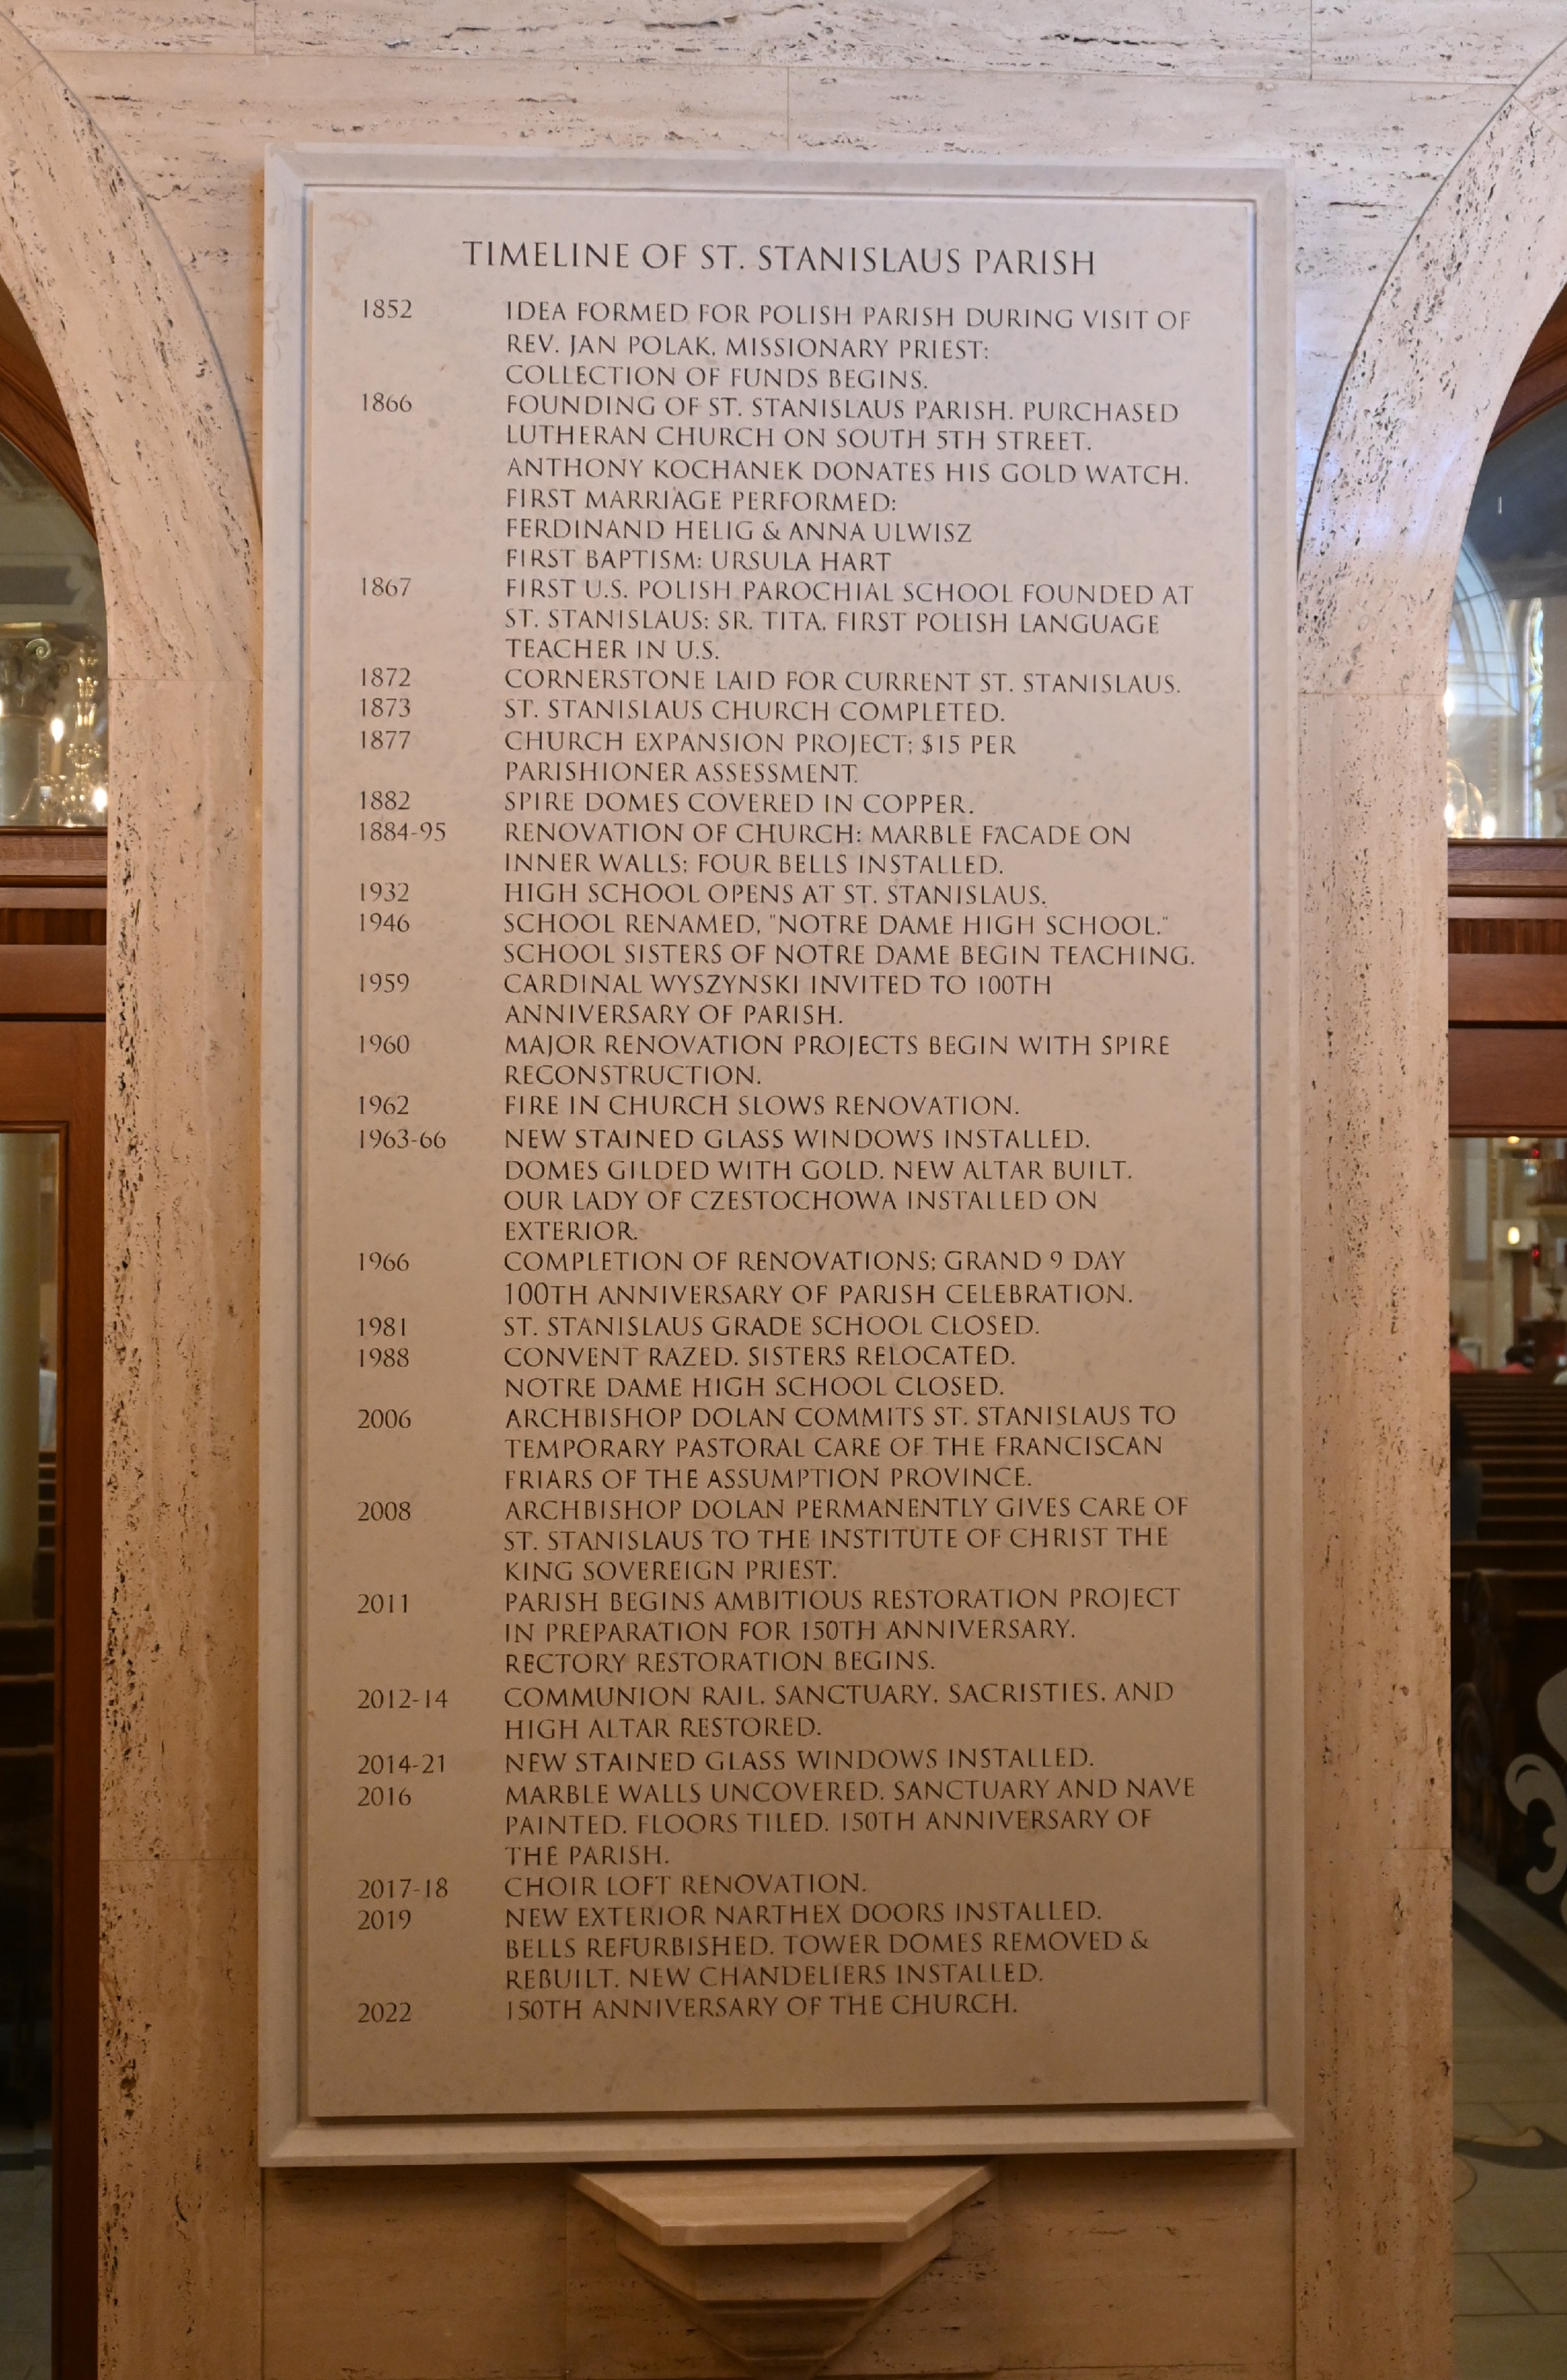 TIMELINE OF ST. STANISLAUS PARISH
1852 IDEA FORMED FOR POLISH PARISH DURING VISIT OF
REV. JAN POLAK, MISSIONARY PRIEST;
COLLECTION OF FUNDS BEGINS.
1866 FOUNDING OF ST. STANISLAUS PARISH. PURCHASED
LUTHERAN CHURCH ON SOUTH 5TH STREET.
ANTHONY KOCHANEK DONATES HIS GOLD WATCH.
FIRST MARRIAGE PERFORMED:
FERDINAND HELIG & ANNA ULWISZ
FIRST BAPTISM: URSULA HART
1867 FIRST U.S. POLISH PAROCHIAL SCHOOL FOUNDED AT
ST. STANISLAUS; SR. TITA, FIRST POLISH LANGUAGE
TEACHER IN U.S.
1872 CORNERSTONE LAID FOR CURRENT ST. STANISLAUS.
1873 ST. STANISLAUS CHURCH COMPLETED.
1877 CHURCH EXPANSION PROJECT; $15 PER
PARISHIONER ASSESSMENT.
1882 SPIRE DOMES COVERED IN COPPER.
1884-95 RENOVATION OF CHURCH: MARBLE FACADE ON
INNER WALLS; FOUR BELLS INSTALLED.
1932 HIGH SCHOOL OPENS AT ST. STANISLAUS.
1946 SCHOOL RENAMED, "NOTRE DAME HIGH SCHOOL."
SCHOOL SISTERS OF NOTRE DAME BEGIN TEACHING.
1959 CARDINAL WYSZYNSKI INVITED TO 100TH
ANNIVERSARY OF PARISH.
1960 MAJOR RENOVATION PROJECTS BEGIN WITH SPIRE
RECONSTRUCTION.
1962 FIRE IN CHURCH SLOWS RENOVATION.
1963-66 NEW STAINED GLASS WINDOWS INSTALLED.
DOMES GILDED WITH GOLD. NEW ALTAR BUILT.
OUR LADY OF CZESTOCHOWA INSTALLED ON
EXTERIOR.
1966 COMPLETION OF RENOVATIONS; GRAND 9 DAY
100TH ANNIVERSARY OF PARISH CELEBRATION.
1981 ST. STANISLAUS GRADE SCHOOL CLOSED.
1988 CONVENT RAZED. SISTERS RELOCATED.
NOTRE DAME HIGH SCHOOL CLOSED.
2006 ARCHBISHOP DOLAN COMMITS ST. STANISLAUS TO
TEMPORARY PASTORAL CARE OF THE FRANCISCAN
FRIARS OF THE ASSUMPTION PROVINCE.
2008 ARCHBISHOP DOLAN PERMANENTLY GIVES CARE OF
ST. STANISLAUS TO THE INSTITUTE OF CHRIST THE
KING SOVEREIGN PRIEST.
2011 PARISH BEGINS AMBITIOUS RESTORATION PROJECT
IN PREPARATION FOR 150TH ANNIVERSARY.
RECTORY RESTORATION BEGINS.
2012-14 COMMUNION RAIL, SANCTUARY, SACRISTIES, AND
HIGH ALTAR RESTORED.
2014-21 NEW STAINED GLASS WINDOWS INSTALLED.
2016 MARBLE WALLS UNCOVERED. SANCTUARY AND NAVE
PAINTED. FLOORS TILED. 150TH ANNIVERSARY OF
THE PARISH.
2017-18 CHOIR LOFT RENOVATION.
2019 NEW EXTERIOR NARTHEX DOORS INSTALLED.
BELLS REFURBISHED. TOWER DOMES REMOVED &
REBUILT. NEW CHANDELIERS INSTALLED.
2022 150TH ANNIVERSARY OF THE CHURCH.